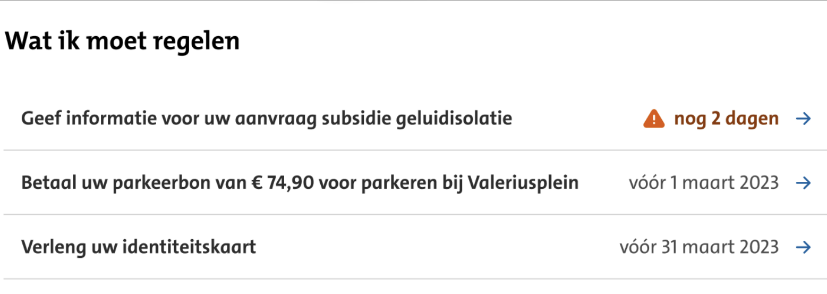 Wat ik moet regelen
Geef informatie voor uw aanvraag subsidie geluidisolatie nog 2 dagen
Betaal uw parkeerbon van € 74,90 voor parkeren bij Valeriusplein vóór 1 maart 2023
Verleng uw identiteitskaart vóór 31 maart 2023